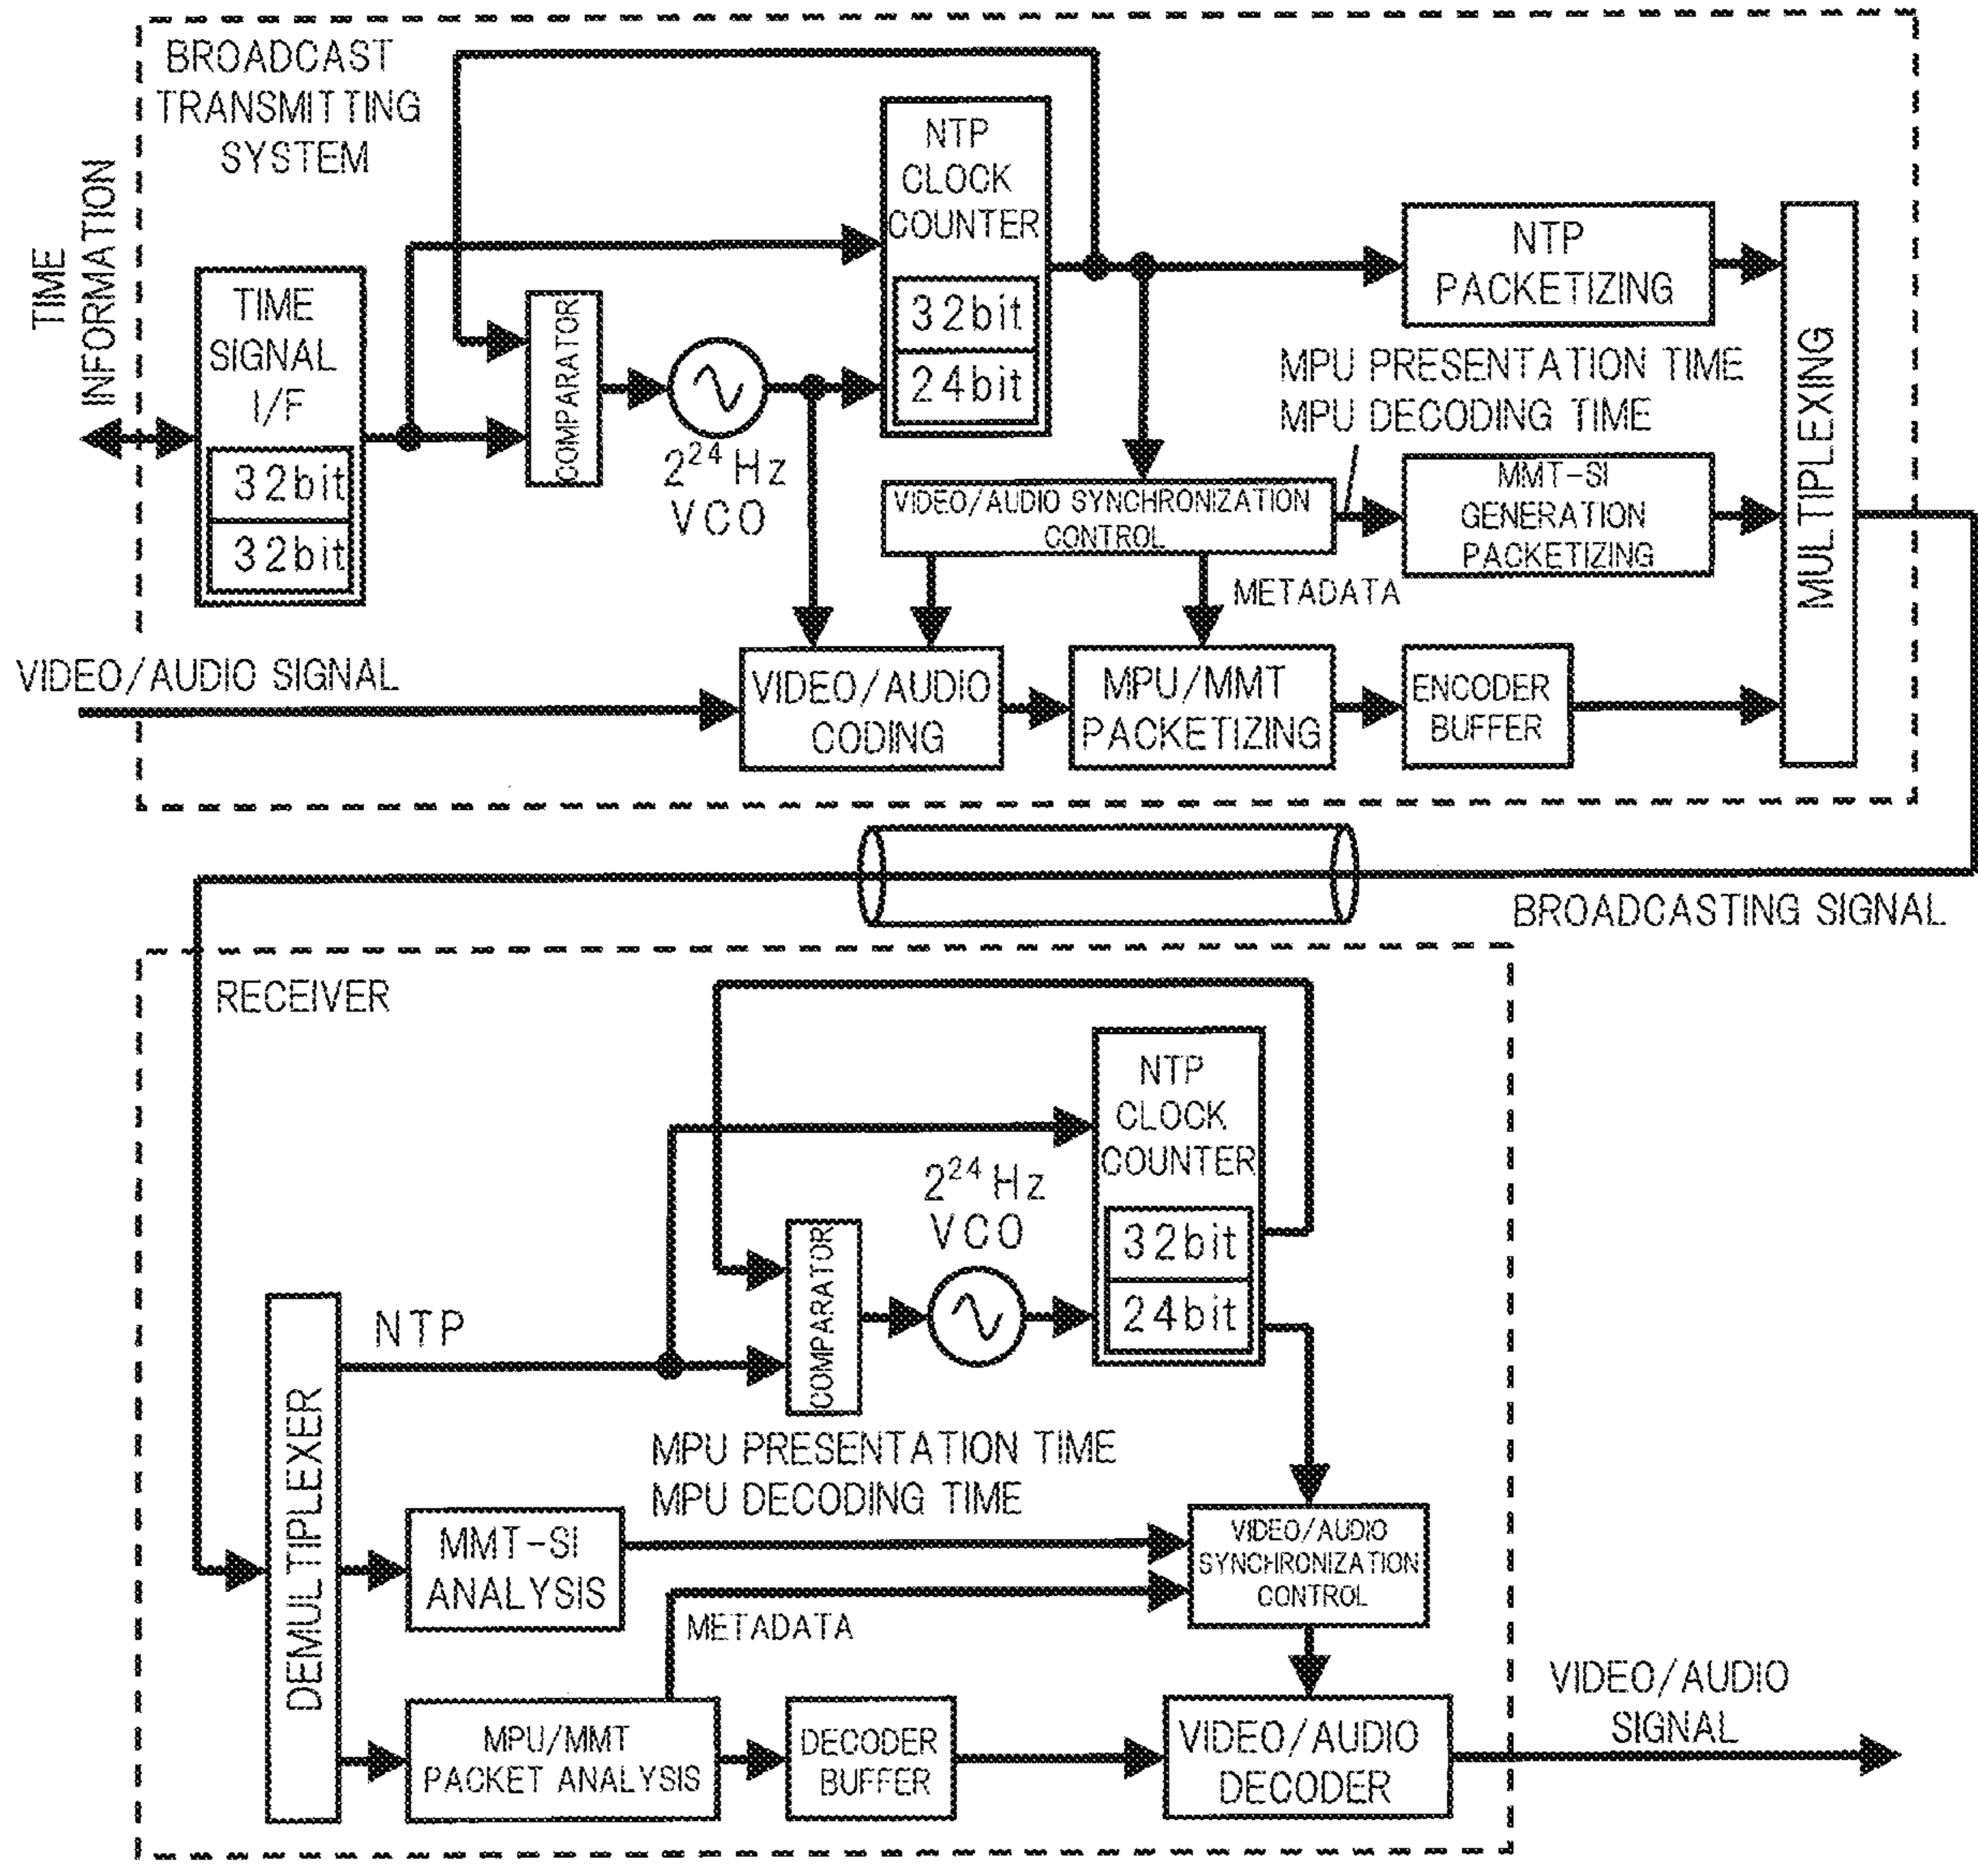 BROADCAST
TRANSMITTING
SYSTEM
TIME
INFORMATION
TIME
SIGNAL
I/F
32bit
32bit
COMPARATOR
2²⁴ Hz
VCO
NTP
CLOCK
COUNTER
32bit
24bit
NTP
PACKETIZING
MPU PRESENTATION TIME
MPU DECODING TIME
VIDEO/AUDIO SYNCHRONIZATION
CONTROL
MMT-SI
GENERATION
PACKETIZING
MULTIPLEXING
METADATA
VIDEO/AUDIO SIGNAL
VIDEO/AUDIO
CODING
MPU/MMT
PACKETIZING
ENCODER
BUFFER
BROADCASTING SIGNAL
RECEIVER
NTP
CLOCK
COUNTER
32bit
24bit
2²⁴ Hz
VCO
COMPARATOR
NTP
DEMULTIPLEXER
MPU PRESENTATION TIME
MPU DECODING TIME
MMT-SI
ANALYSIS
VIDEO/AUDIO
SYNCHRONIZATION
CONTROL
METADATA
MPU/MMT
PACKET ANALYSIS
DECODER
BUFFER
VIDEO/AUDIO
DECODER
VIDEO/AUDIO
SIGNAL